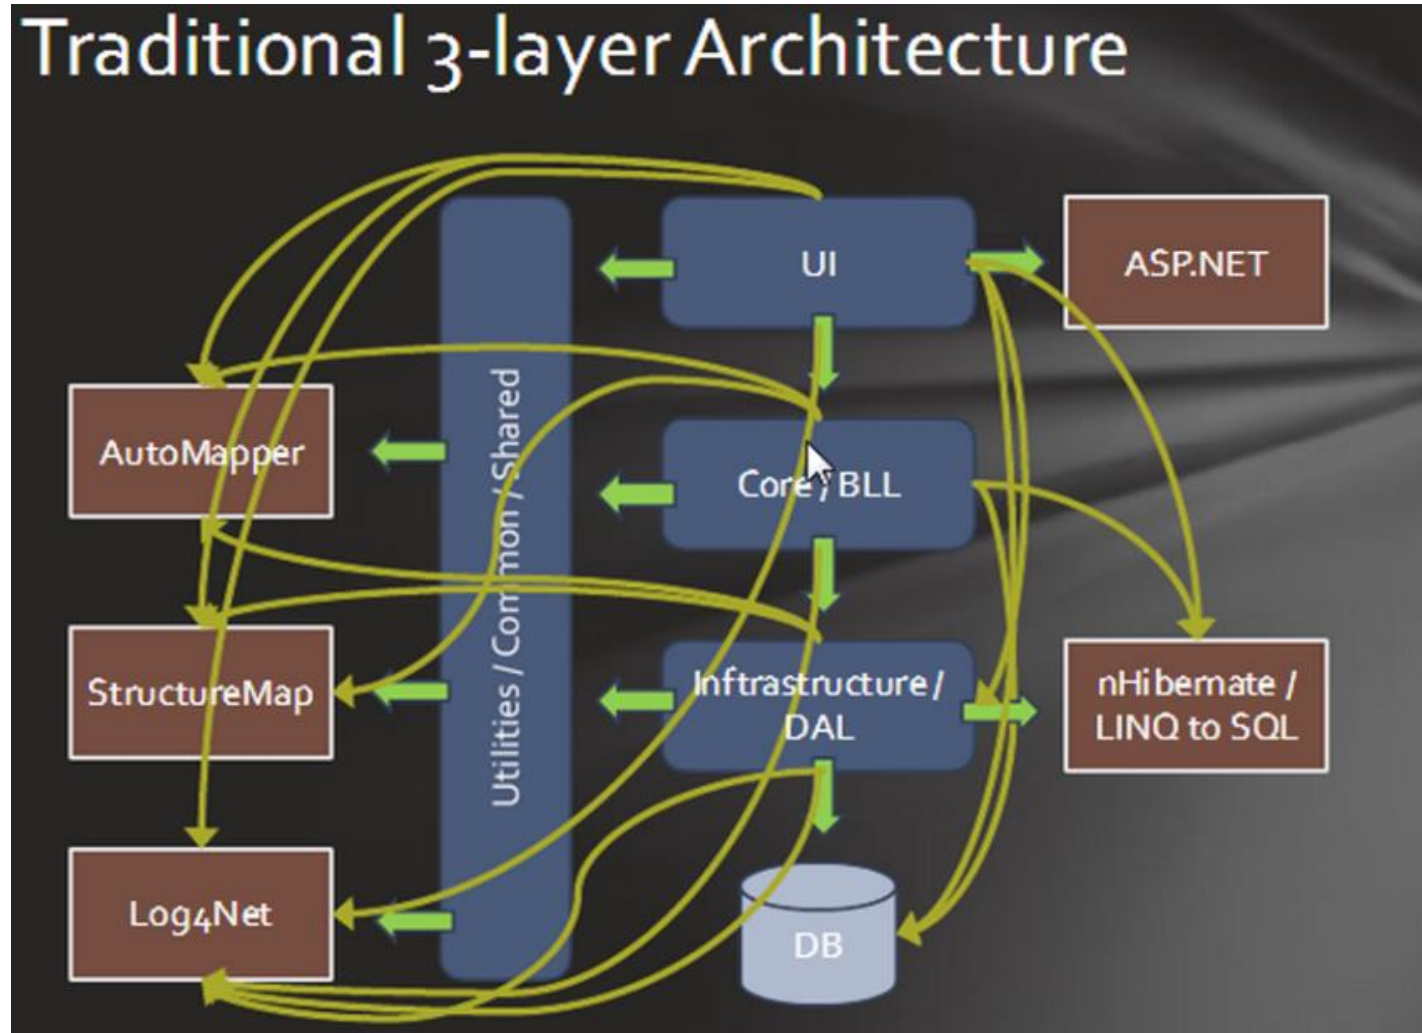 Traditional 3-layer Architecture
UI
ASP.NET
AutoMapper
Utilities / Common / Shared
Core / BLL
StructureMap
Inftrastructure /
DAL
nHibernate /
LINQ to SQL
Log4Net
DB